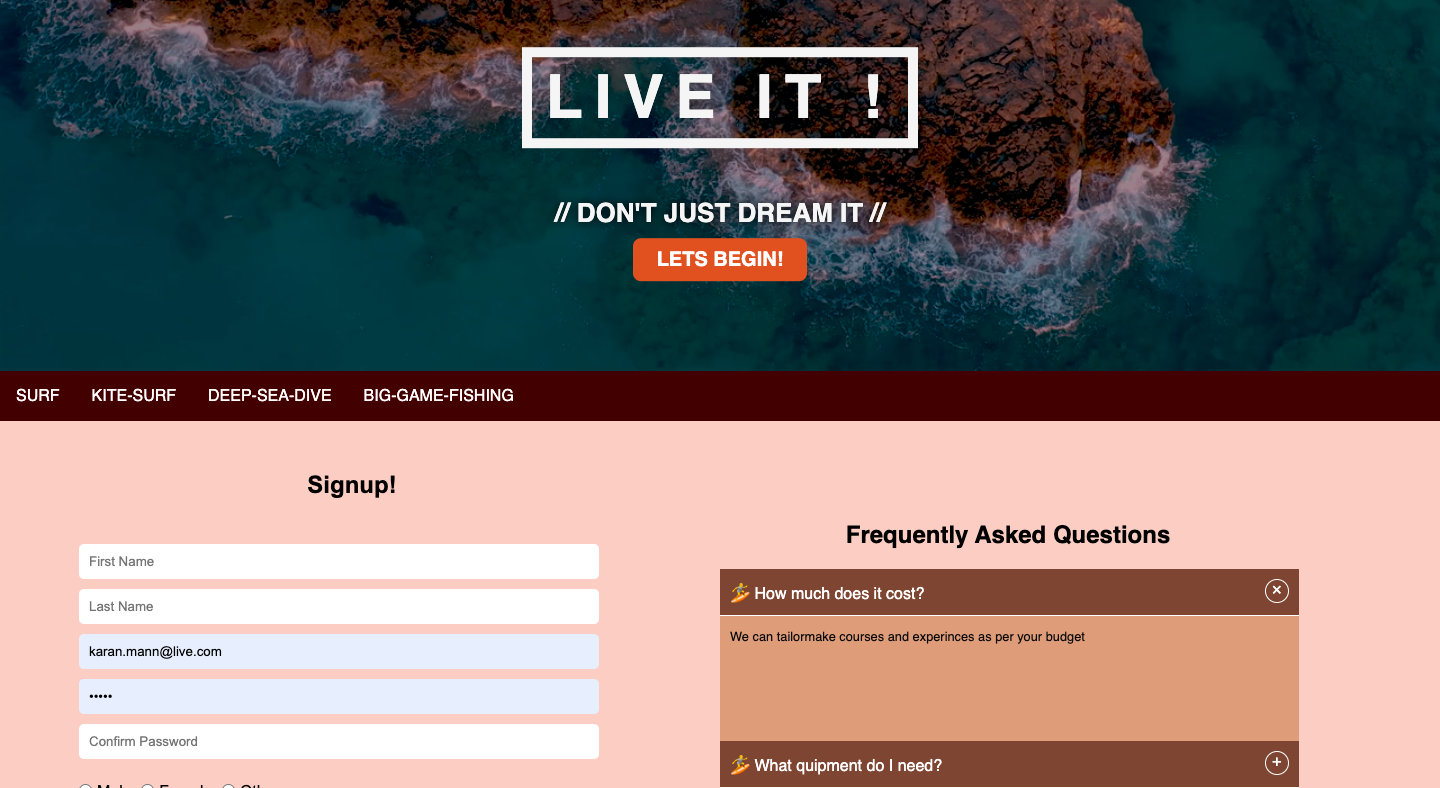 LIVE IT !
// DON'T JUST DREAM IT //
LETS BEGIN!
SURF KITE-SURF DEEP-SEA-DIVE BIG-GAME-FISHING
Signup!
First Name
Last Name
karan.mann@live.com
•••••
Confirm Password
Frequently Asked Questions
🏄 How much does it cost?
We can tailormake courses and experinces as per your budget
🏄 What quipment do I need?